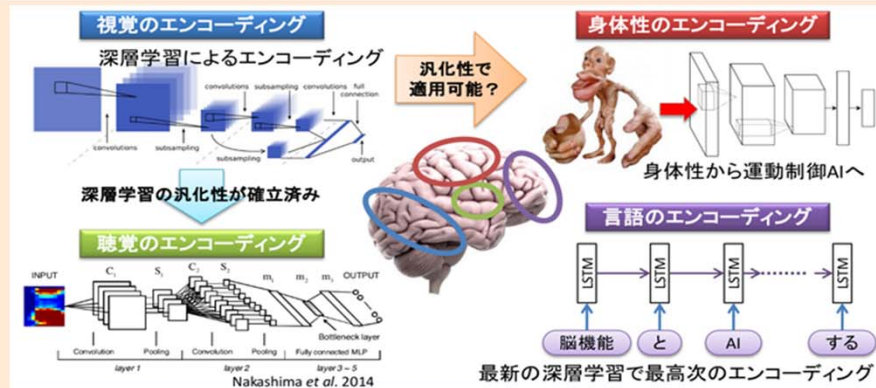 視覚のエンコーディング
深層学習によるエンコーディング
convolutions
subsampling
convolutions
full
connection
convolutions
subsampling
subsampling
output
深層学習の汎化性が確立済み
聴覚のエンコーディング
INPUT
C₁
S₁
C₂
S₂
m₁
m₂
m₃
OUTPUT
Bottleneck layer
Convolution
Pooling
Convolution
Pooling
Fully connected MLP
layer 1
layer 2
layer 3 – 5
Nakashima et al. 2014
汎化性で
適用可能?
身体性のエンコーディング
身体性から運動制御AIへ
言語のエンコーディング
LSTM
LSTM
LSTM
LSTM
脳機能
と
AI
する
最新の深層学習で最高次のエンコーディング